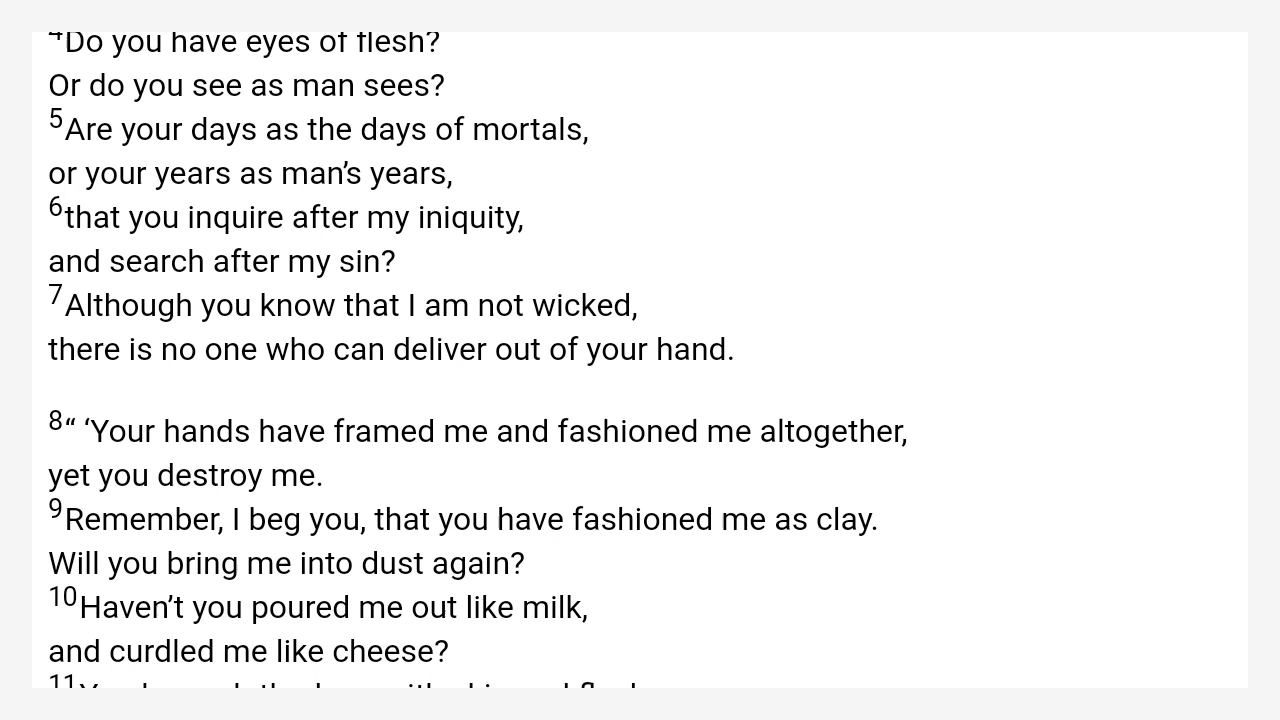 4Do you have eyes of flesh?
Or do you see as man sees?
5Are your days as the days of mortals,
or your years as man’s years,
6that you inquire after my iniquity,
and search after my sin?
7Although you know that I am not wicked,
there is no one who can deliver out of your hand.
8“ ‘Your hands have framed me and fashioned me altogether,
yet you destroy me.
9Remember, I beg you, that you have fashioned me as clay.
Will you bring me into dust again?
10Haven’t you poured me out like milk,
and curdled me like cheese?
11